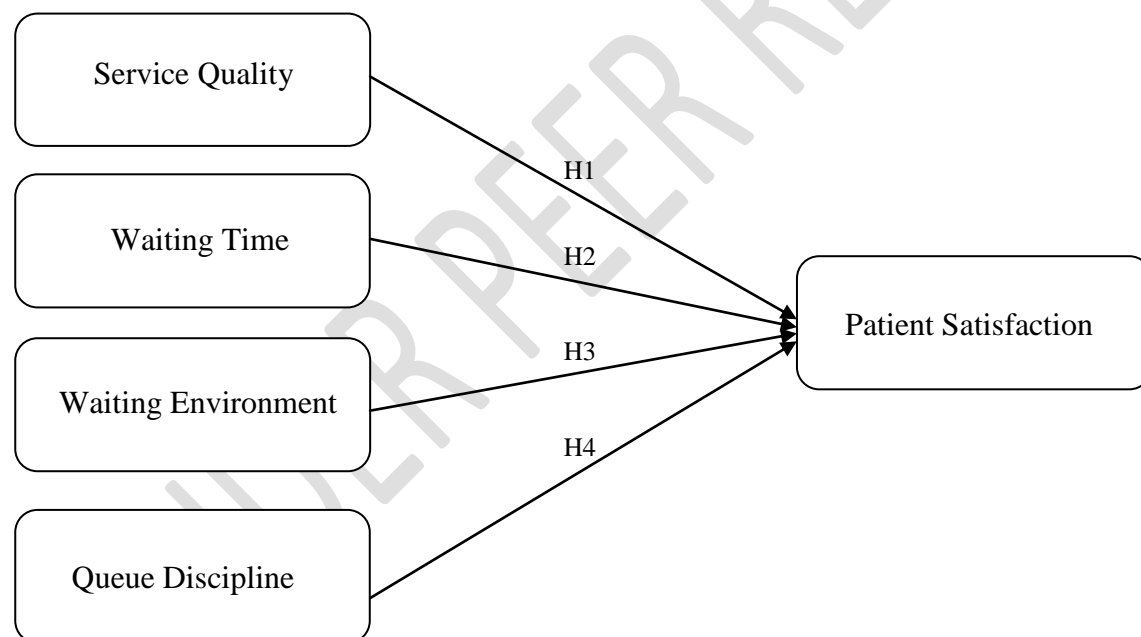 Service Quality
H1
Waiting Time
H2
Patient Satisfaction
H3
Waiting Environment
H4
Queue Discipline